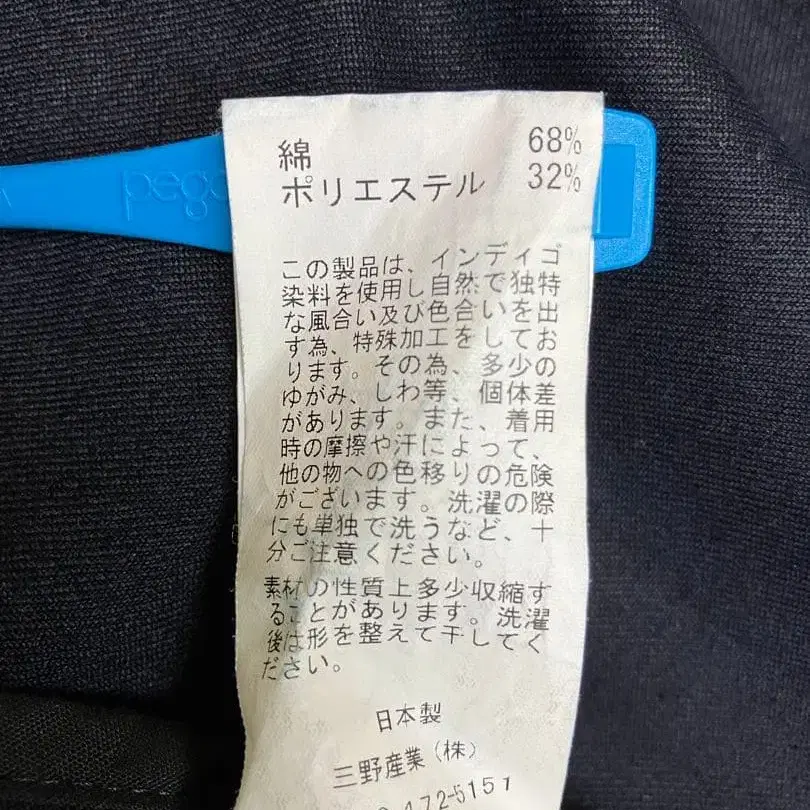 綿 68%
ポリエステル 32%
この製品は、インディゴ
染料を使用し自然で独特
な風合い及び色合いを出
す為、特殊加工をしてお
ります。その為、多少の
ゆがみ、しわ等、個体差
があります。また、着用
時の摩擦や汗によって、
他の物への色移りの危険
がございます。洗濯の際
にも単独で洗うなど、十
分ご注意ください。
素材の性質上多少収縮す
ることがあります。洗濯
後は形を整えて干してく
ださい。
日本製
三野産業(株)
472-5151